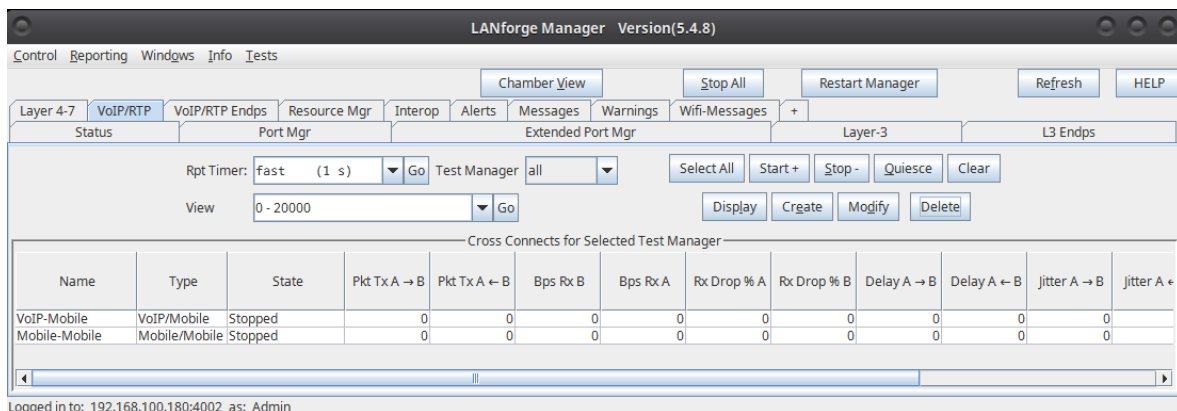 LANforge Manager Version(5.4.8)
Control Reporting Windows Info Tests
Chamber View Stop All Restart Manager Refresh HELP
Layer 4-7 VoIP/RTP VoIP/RTP Endps Resource Mgr Interop Alerts Messages Warnings Wifi-Messages +
Status Port Mgr Extended Port Mgr Layer-3 L3 Endps
Rpt Timer: fast (1 s) Go Test Manager all Select All Start + Stop - Quiesce Clear
View 0 - 20000 Go Display Create Modify Delete
Cross Connects for Selected Test Manager
Name Type State Pkt Tx A → B Pkt Tx A ← B Bps Rx B Bps Rx A Rx Drop % A Rx Drop % B Delay A → B Delay A ← B Jitter A → B Jitter A ←
VoIP-Mobile VoIP/Mobile Stopped 0 0 0 0 0 0 0 0 0
Mobile-Mobile Mobile/Mobile Stopped 0 0 0 0 0 0 0 0 0
Logged in to: 192.168.100.180:4002 as: Admin